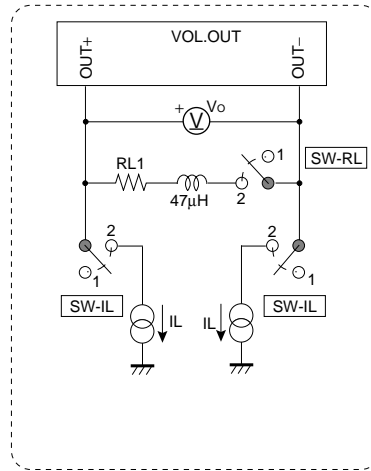 VOL.OUT
OUT+
OUT−
+
V
Vo
RL1
47μH
1
2
SW-RL
2
1
2
1
SW-IL
SW-IL
IL
IL